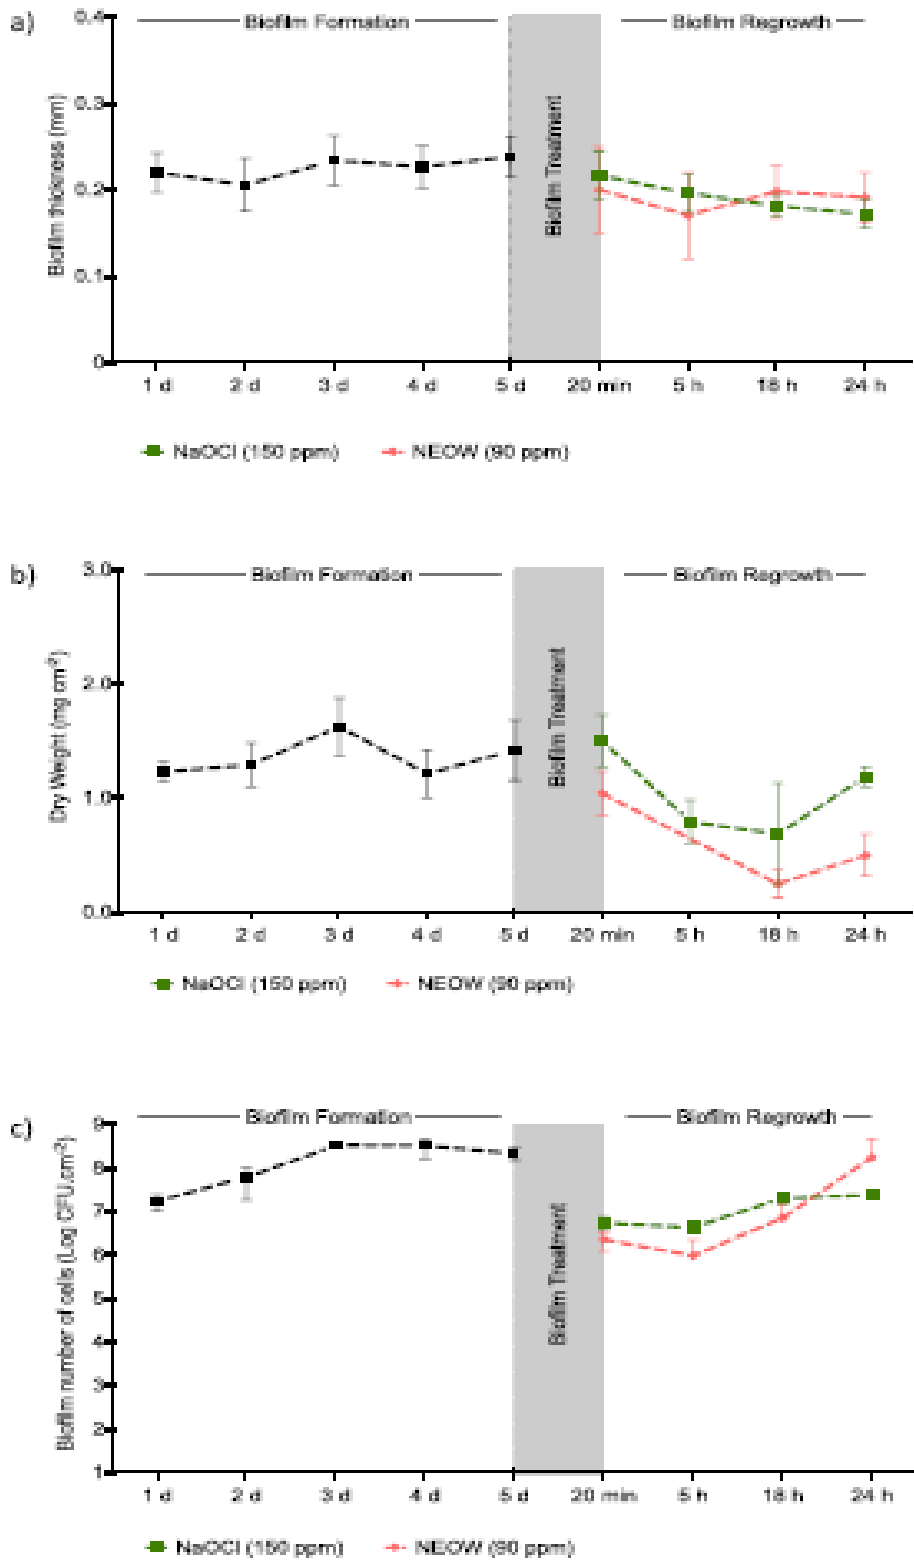 a)
Biofilm Formation
Biofilm Regrowth
0.4
0.3
0.2
0.1
0
Biofilm thickness (mm)
Biofilm Treatment
1 d 2 d 3 d 4 d 5 d 20 min 5 h 18 h 24 h
NaOCl (150 ppm) NEOW (90 ppm)
b)
Biofilm Formation
Biofilm Regrowth
3.0
2.0
1.0
0.0
Dry Weight (mg cm-2)
Biofilm Treatment
1 d 2 d 3 d 4 d 5 d 20 min 5 h 18 h 24 h
NaOCl (150 ppm) NEOW (90 ppm)
c)
Biofilm Formation
Biofilm Regrowth
9
8
7
6
5
4
3
2
1
Biofilm number of cells (Log CFU.cm-2)
Biofilm Treatment
1 d 2 d 3 d 4 d 5 d 20 min 5 h 18 h 24 h
NaOCl (150 ppm) NEOW (90 ppm)